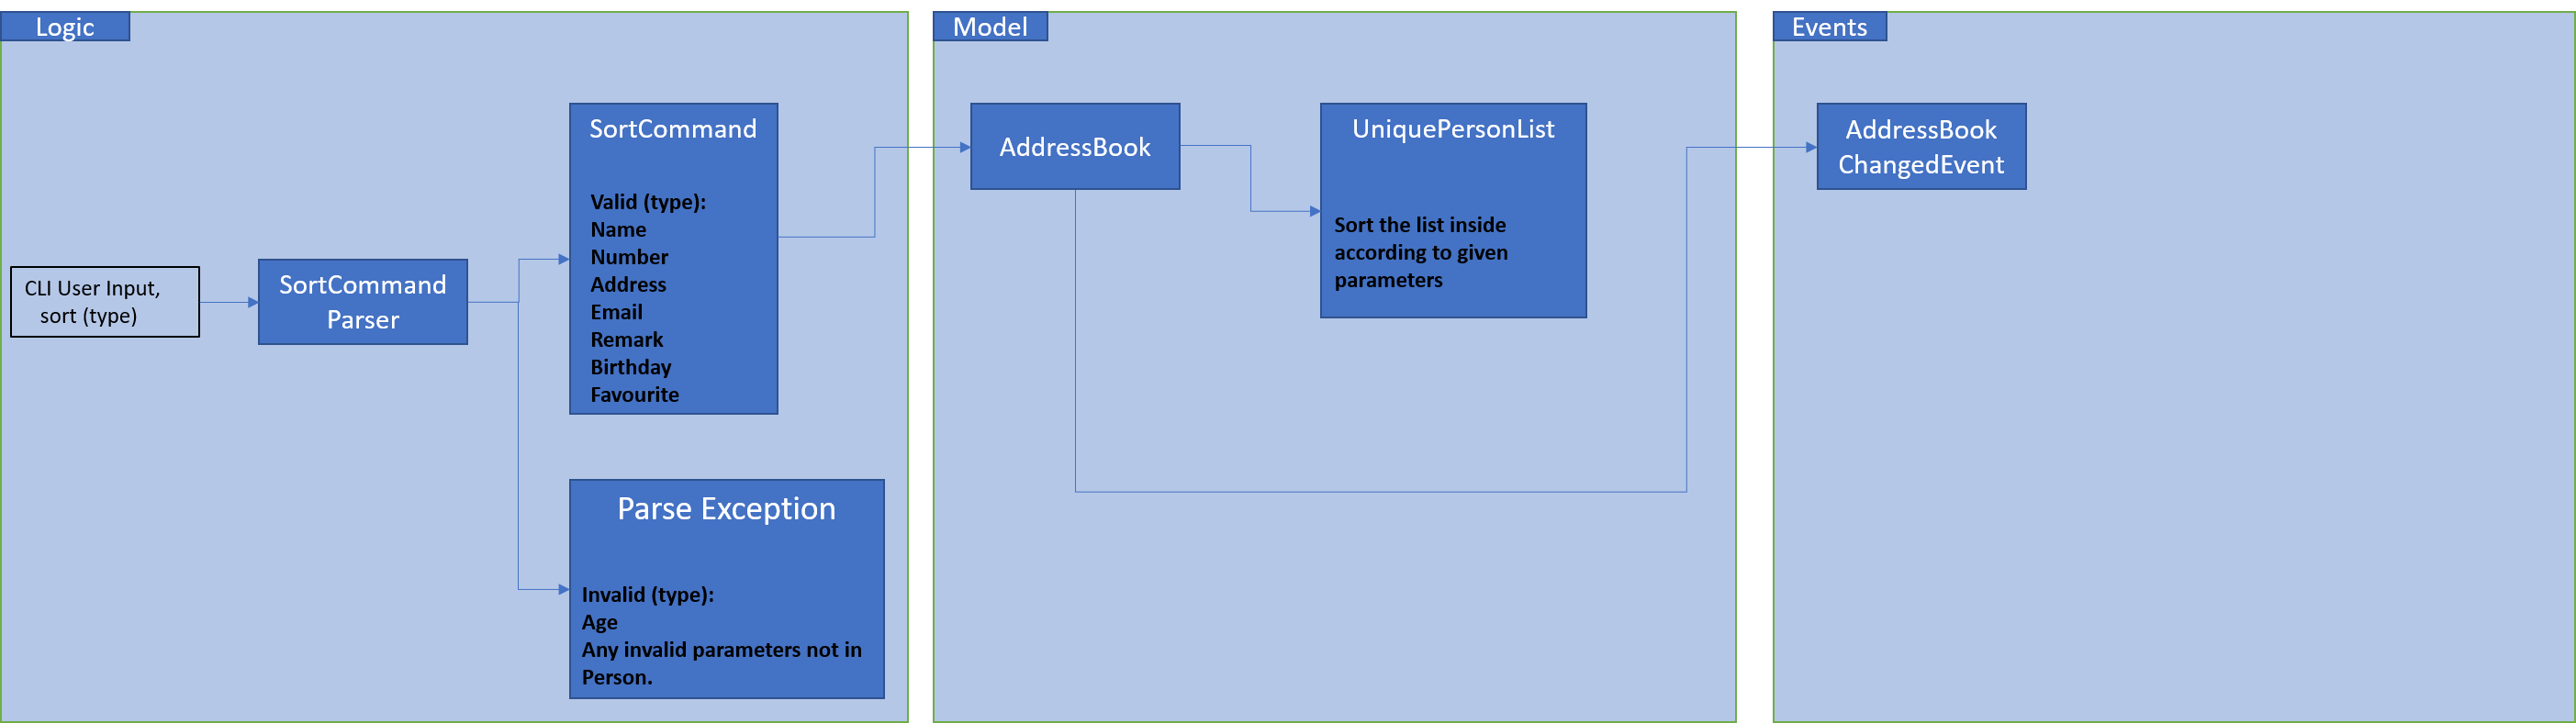 Logic
CLI User Input,
sort (type)
SortCommand
Parser
SortCommand
Valid (type):
Name
Number
Address
Email
Remark
Birthday
Favourite
Parse Exception
Invalid (type):
Age
Any invalid parameters not in
Person.
Model
AddressBook
UniquePersonList
Sort the list inside
according to given
parameters
Events
AddressBook
ChangedEvent